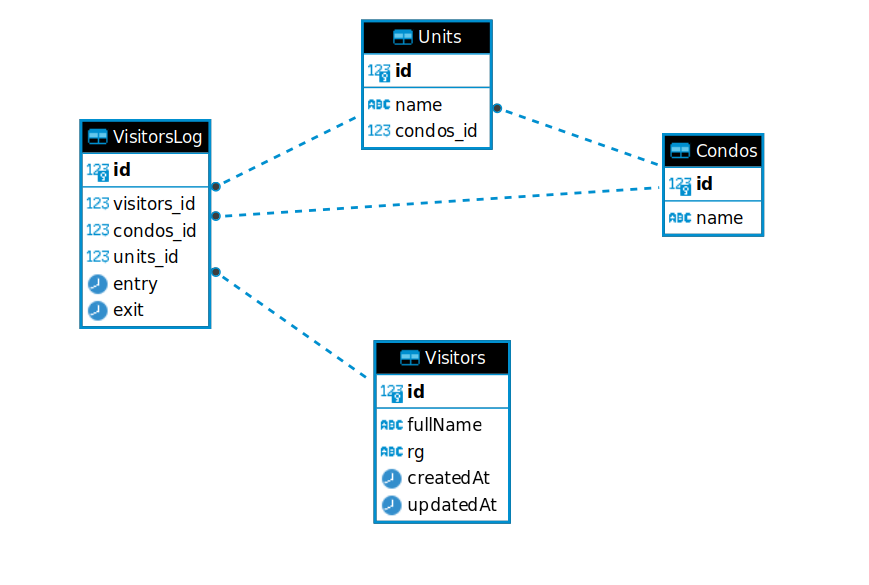 Units
123 id
ABC name
123 condos_id
VisitorsLog
123 id
123 visitors_id
123 condos_id
123 units_id
entry
exit
Condos
123 id
ABC name
Visitors
123 id
ABC fullName
ABC rg
createdAt
updatedAt